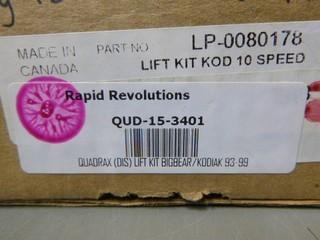 MADE IN
CANADA
PART NO
LP-0080178
LIFT KIT KOD 10 SPEED
Rapid Revolutions
QUD-15-3401
QUADRAX (DIS) LIFT KIT BIGBEAR/KODIAK 93-99